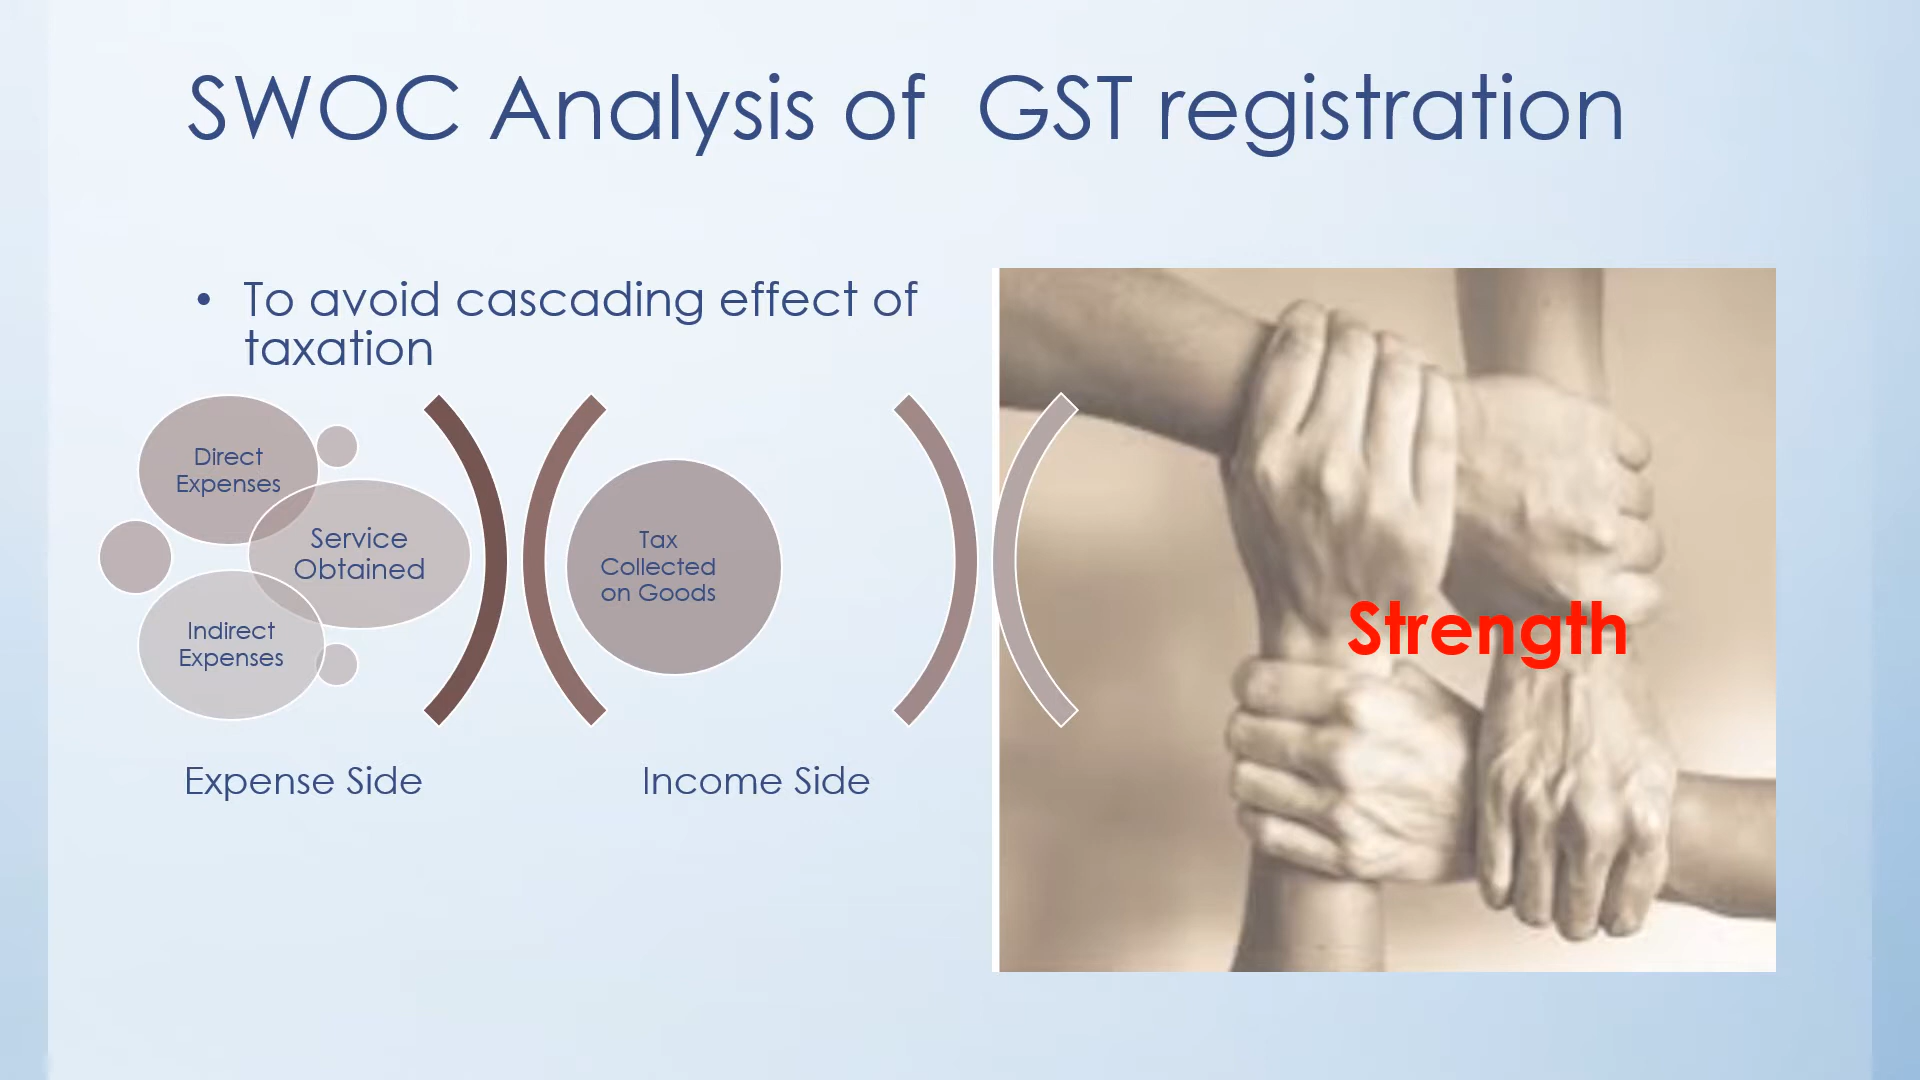 SWOC Analysis of  GST registration
• To avoid cascading effect of
taxation
Direct
Expenses
Service
Obtained
Indirect
Expenses
Tax
Collected
on Goods
Expense Side
Income Side
Strength